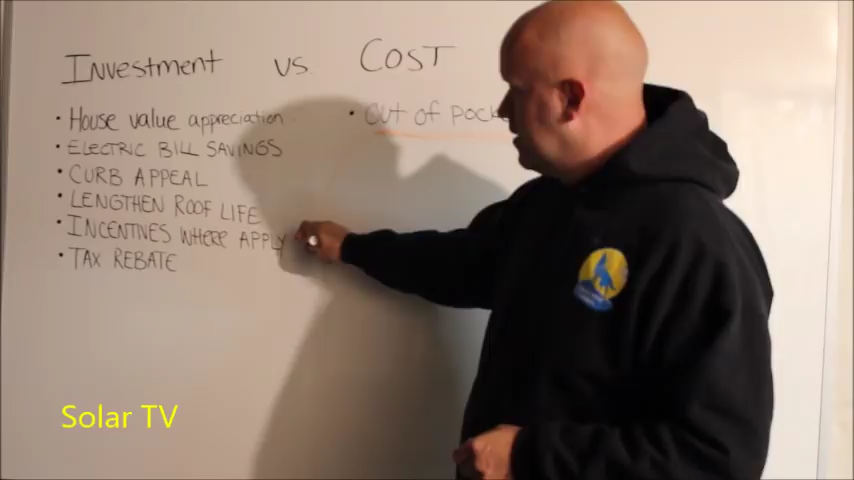 Investment vs. COST
• House value appreciation
• Out of
• ELECTRIC BILL SAVINGS
• CURB APPEAL
• LENGTHEN ROOF LIFE
• INCENTIVES WHERE APPLY
• TAX REBATE
Solar TV